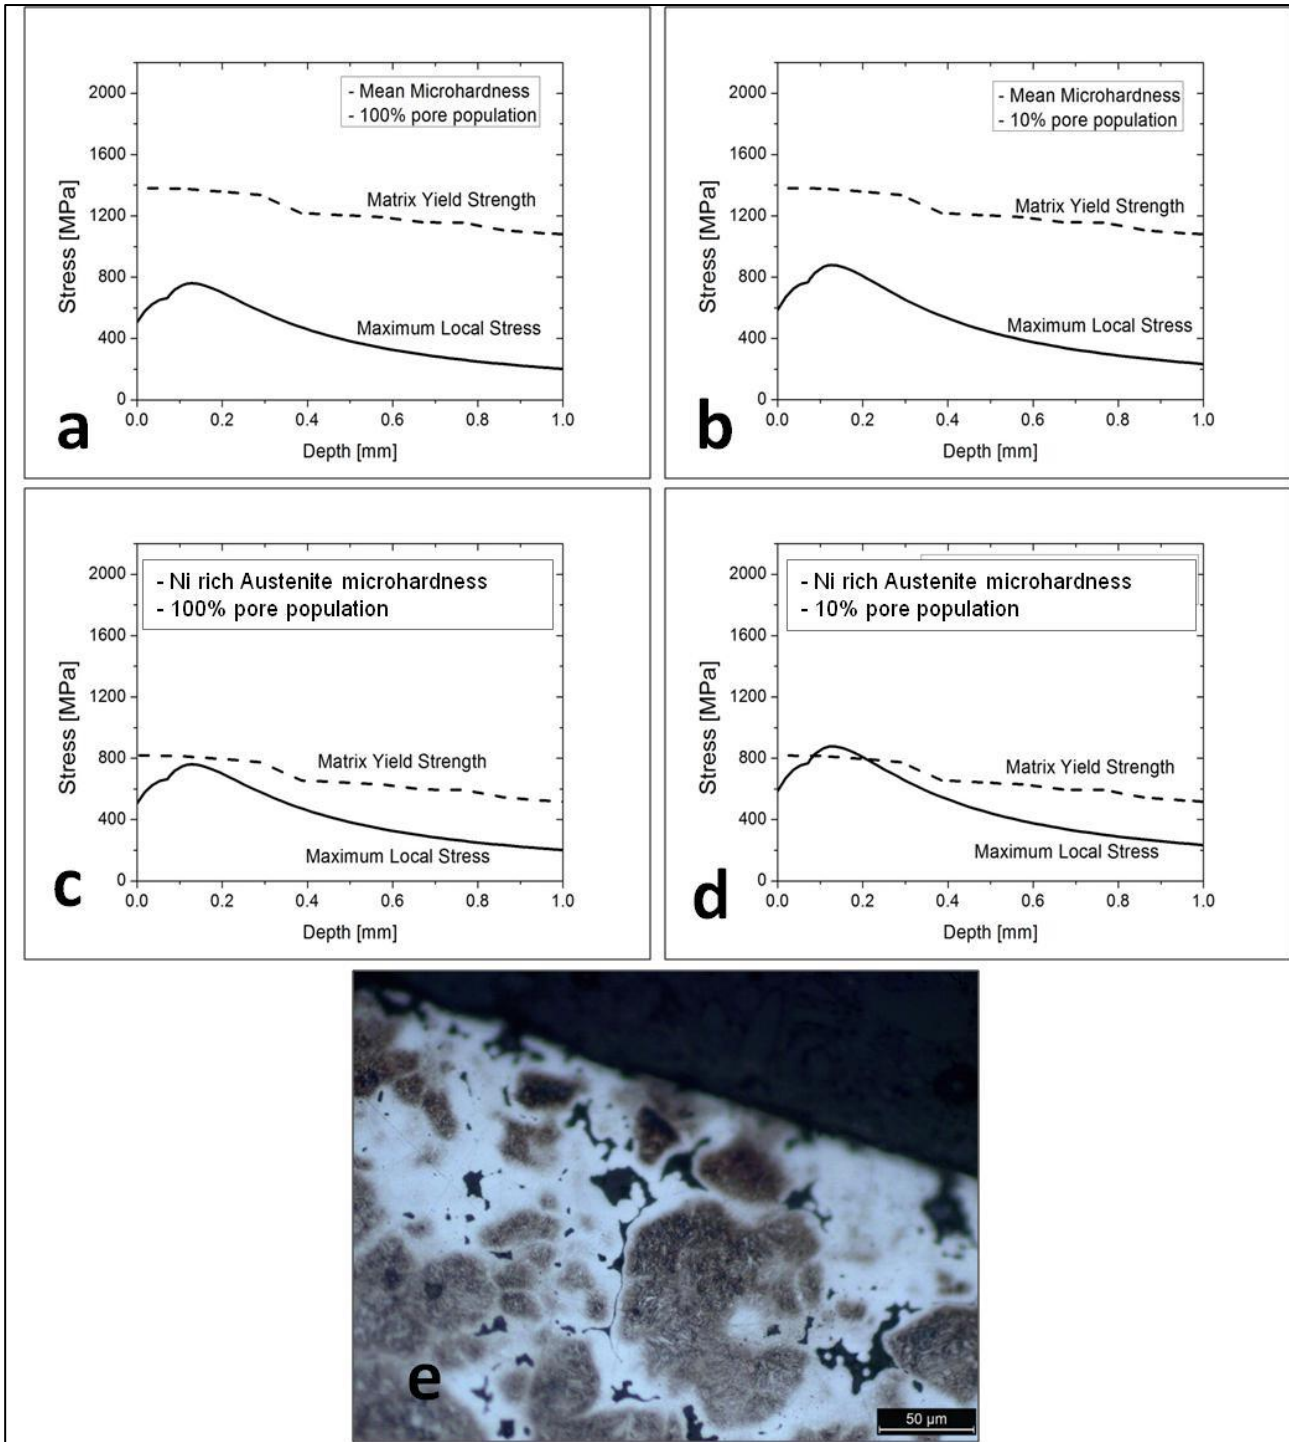 - Mean Microhardness
- 100% pore population
Matrix Yield Strength
Maximum Local Stress
Stress [MPa]
2000
1600
1200
800
400
0
0.0 0.2 0.4 0.6 0.8 1.0
Depth [mm]
a
- Mean Microhardness
- 10% pore population
Matrix Yield Strength
Maximum Local Stress
Stress [MPa]
2000
1600
1200
800
400
0
0.0 0.2 0.4 0.6 0.8 1.0
Depth [mm]
b
- Ni rich Austenite microhardness
- 100% pore population
Matrix Yield Strength
Maximum Local Stress
Stress [MPa]
2000
1600
1200
800
400
0
0.0 0.2 0.4 0.6 0.8 1.0
Depth [mm]
c
- Ni rich Austenite microhardness
- 10% pore population
Matrix Yield Strength
Maximum Local Stress
Stress [MPa]
2000
1600
1200
800
400
0
0.0 0.2 0.4 0.6 0.8 1.0
Depth [mm]
d
e
50 µm